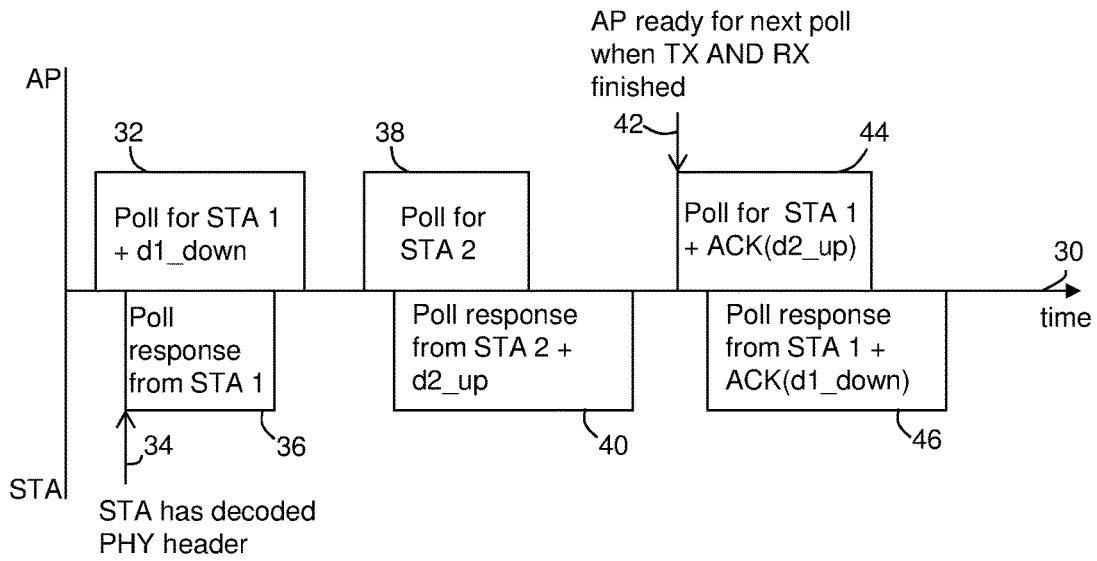 AP ready for next poll
when TX AND RX
finished
AP
32
38
42
44
Poll for STA 1
+ d1_down
Poll for
STA 2
Poll for STA 1
+ ACK(d2_up)
30
time
Poll
response
from STA 1
Poll response
from STA 2 +
d2_up
Poll response
from STA 1 +
ACK(d1_down)
34
36
40
46
STA
STA has decoded
PHY header